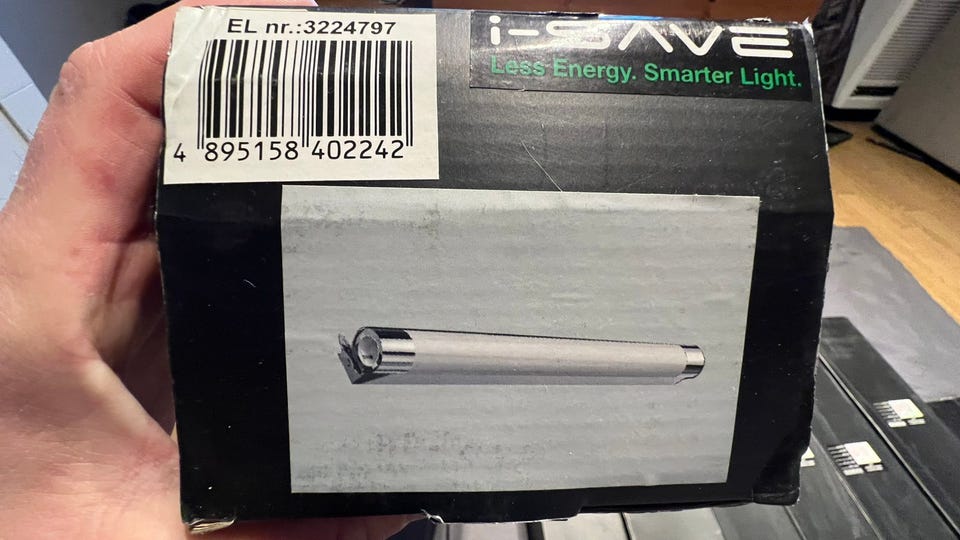 EL nr.:3224797
4 895158 402242
i-SAVE
Less Energy. Smarter Light.